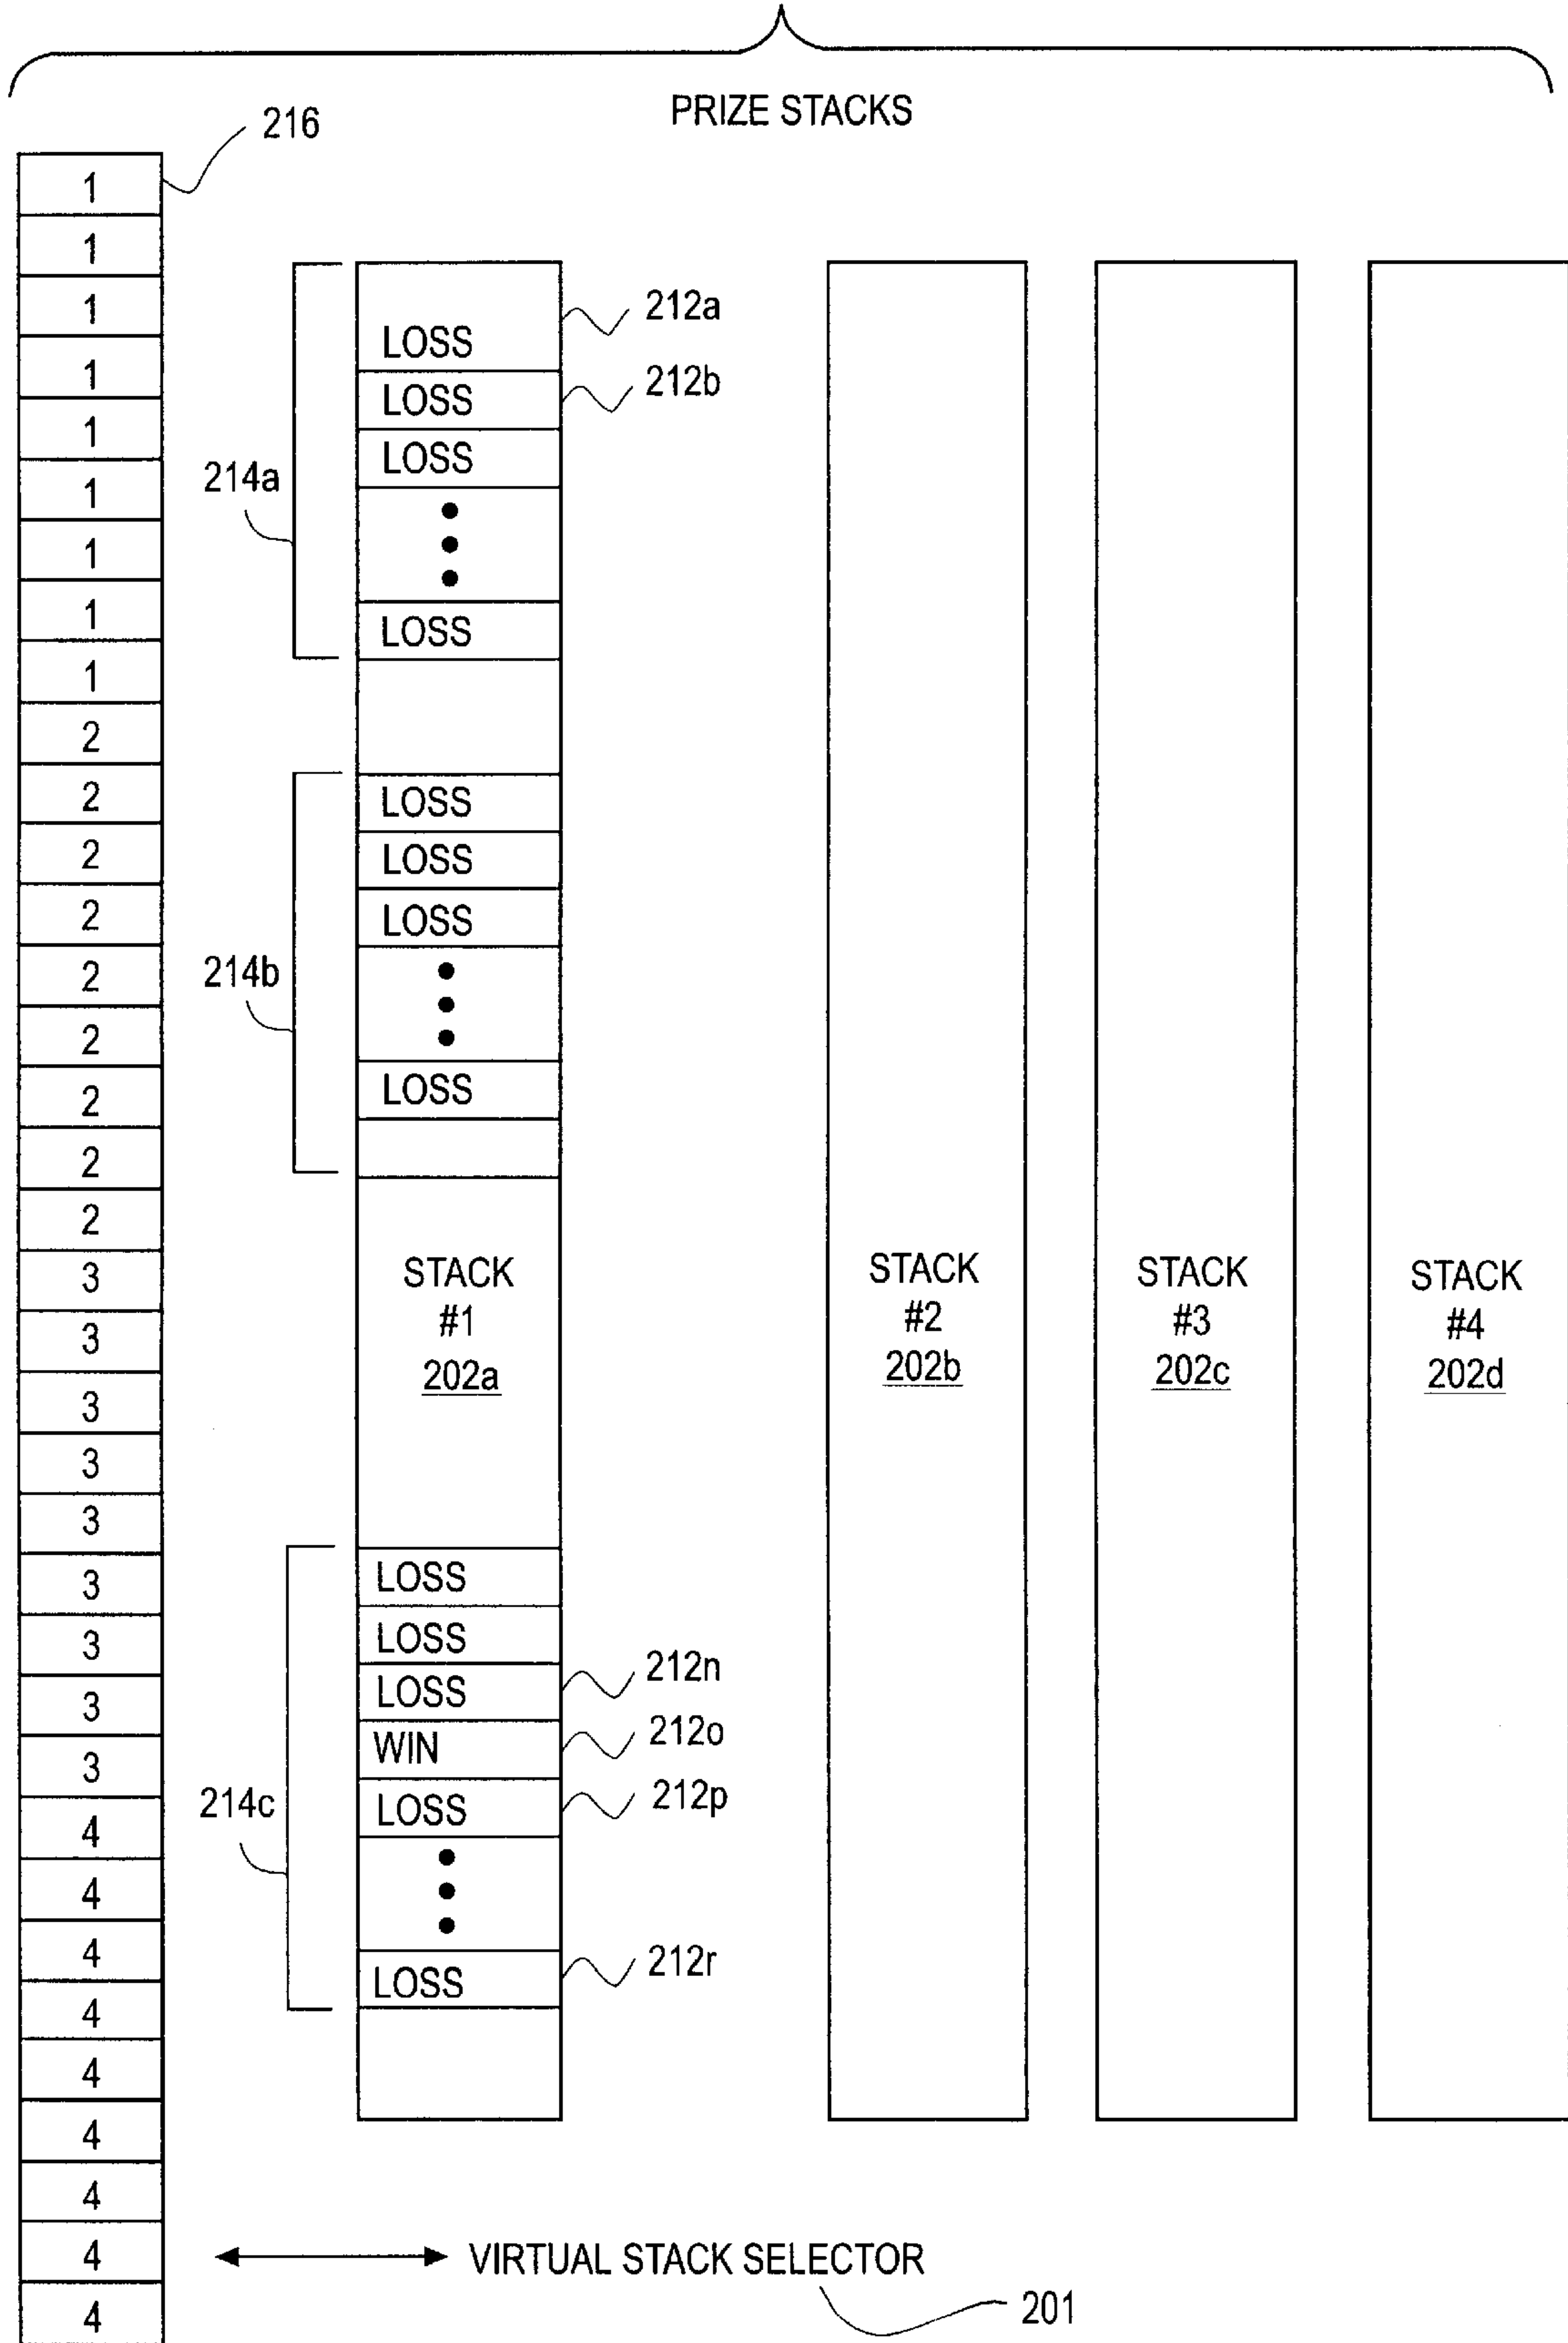 PRIZE STACKS
216
1
1
1
1
1
1
1
1
1
2
2
2
2
2
2
2
2
2
3
3
3
3
3
3
3
3
3
4
4
4
4
4
4
4
4
4
214a
LOSS
212a
LOSS
212b
LOSS
LOSS
214b
LOSS
LOSS
LOSS
LOSS
STACK
#1
202a
214c
LOSS
LOSS
LOSS
212n
WIN
212o
LOSS
212p
LOSS
212r
STACK
#2
202b
STACK
#3
202c
STACK
#4
202d
VIRTUAL STACK SELECTOR
201